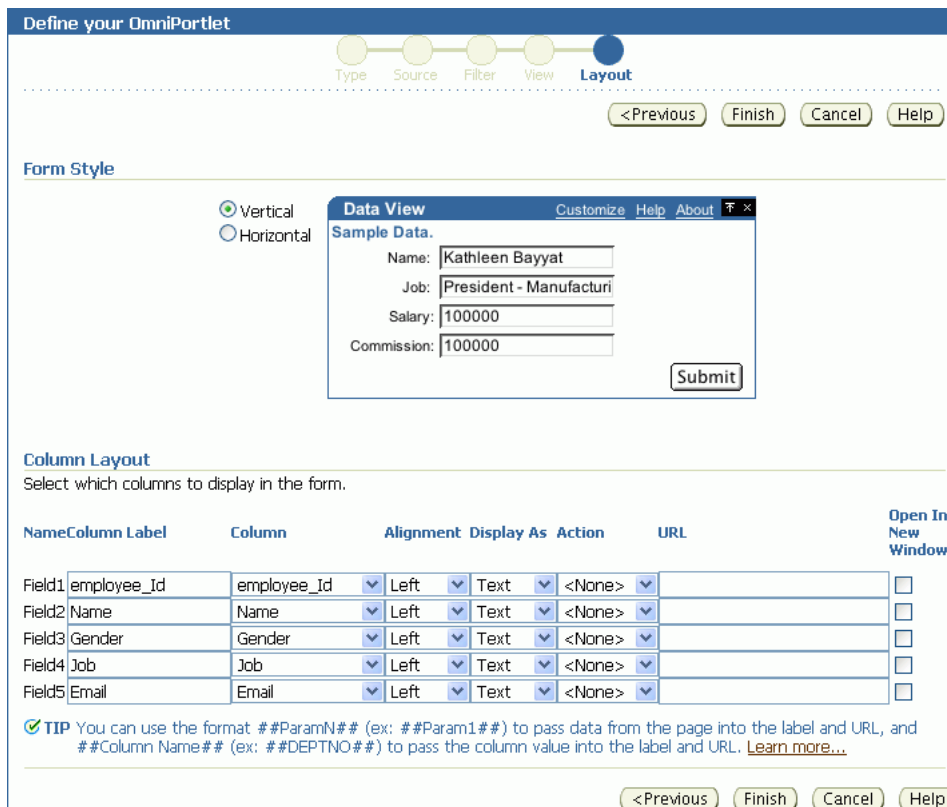 Define your OmniPortlet
Type Source Filter View Layout
<Previous Finish Cancel Help
Form Style
Vertical
Horizontal
Data View Customize Help About
Sample Data.
Name: Kathleen Bayyat
Job: President - Manufacturi
Salary: 100000
Commission: 100000
Submit
Column Layout
Select which columns to display in the form.
Name Column Label Column Alignment Display As Action URL Open In New Window
Field1 employee_Id employee_Id Left Text <None>
Field2 Name Name Left Text <None>
Field3 Gender Gender Left Text <None>
Field4 Job Job Left Text <None>
Field5 Email Email Left Text <None>
TIP You can use the format ##ParamN## (ex: ##Param1##) to pass data from the page into the label and URL, and
##Column Name## (ex: ##DEPTNO##) to pass the column value into the label and URL. Learn more...
<Previous Finish Cancel Help